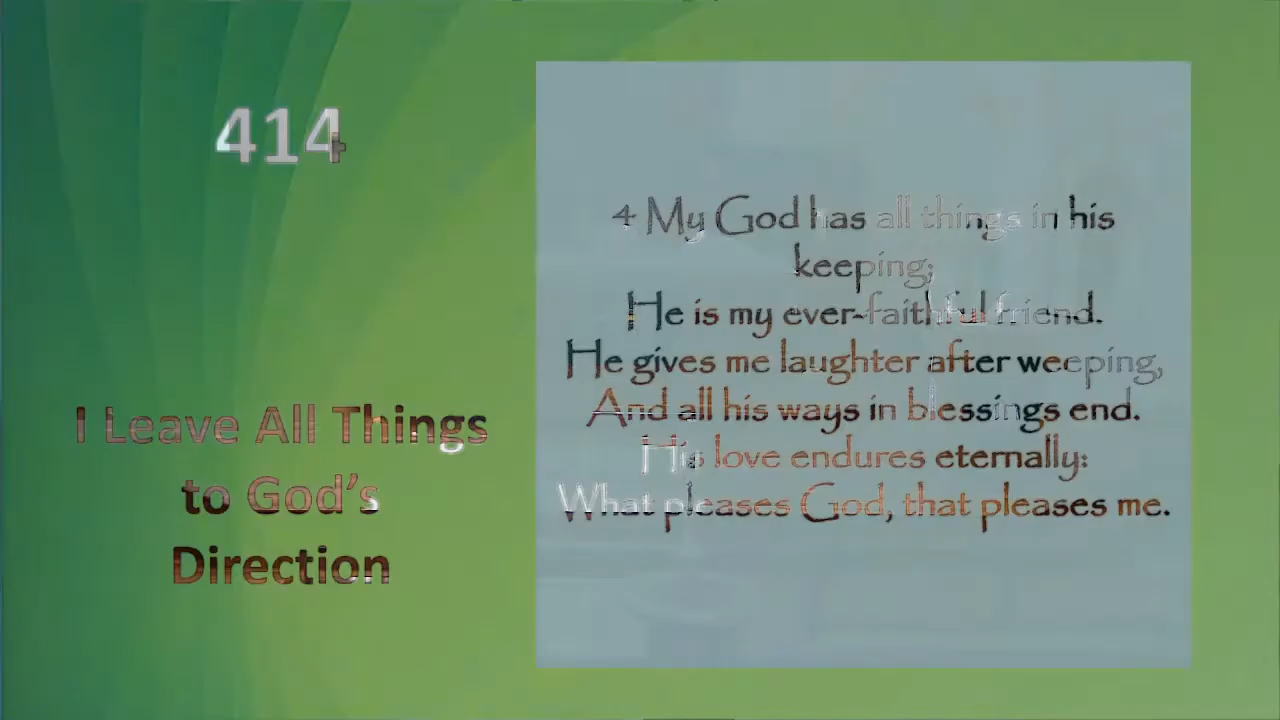 414
I Leave All Things
to God's
Direction
4 My God has all things in his
keeping;
He is my ever-faithful friend.
He gives me laughter after weeping,
And all his ways in blessings end.
His love endures eternally:
What pleases God, that pleases me.